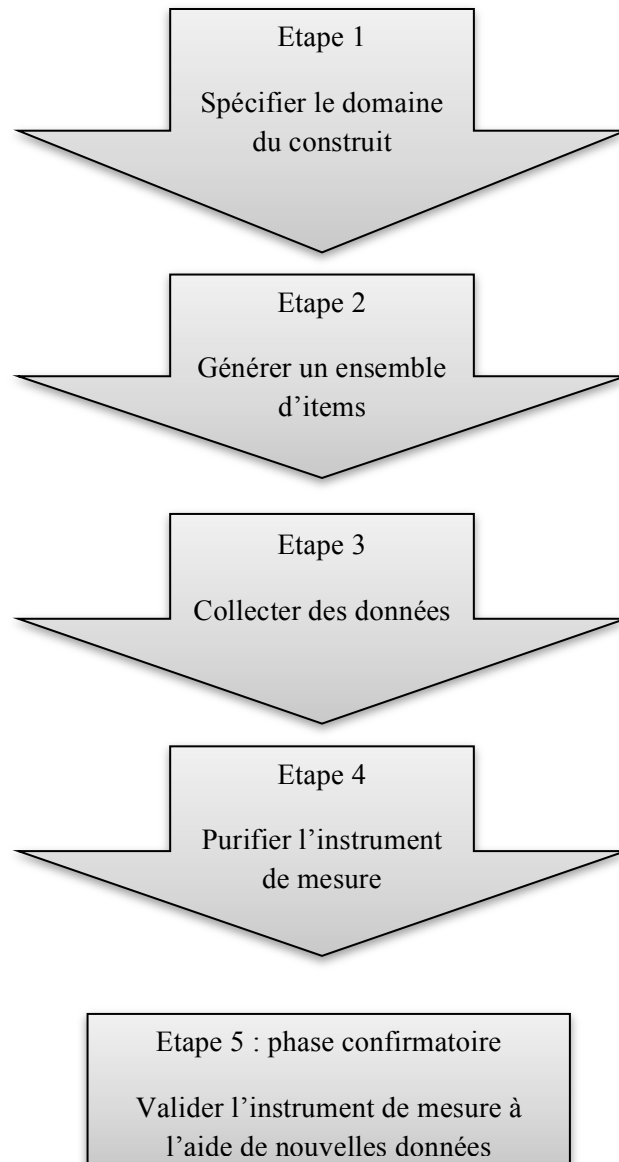 Etape 1
Spécifier le domaine
du construit
Etape 2
Générer un ensemble
d’items
Etape 3
Collecter des données
Etape 4
Purifier l’instrument
de mesure
Etape 5 : phase confirmatoire
Valider l’instrument de mesure à
l’aide de nouvelles données